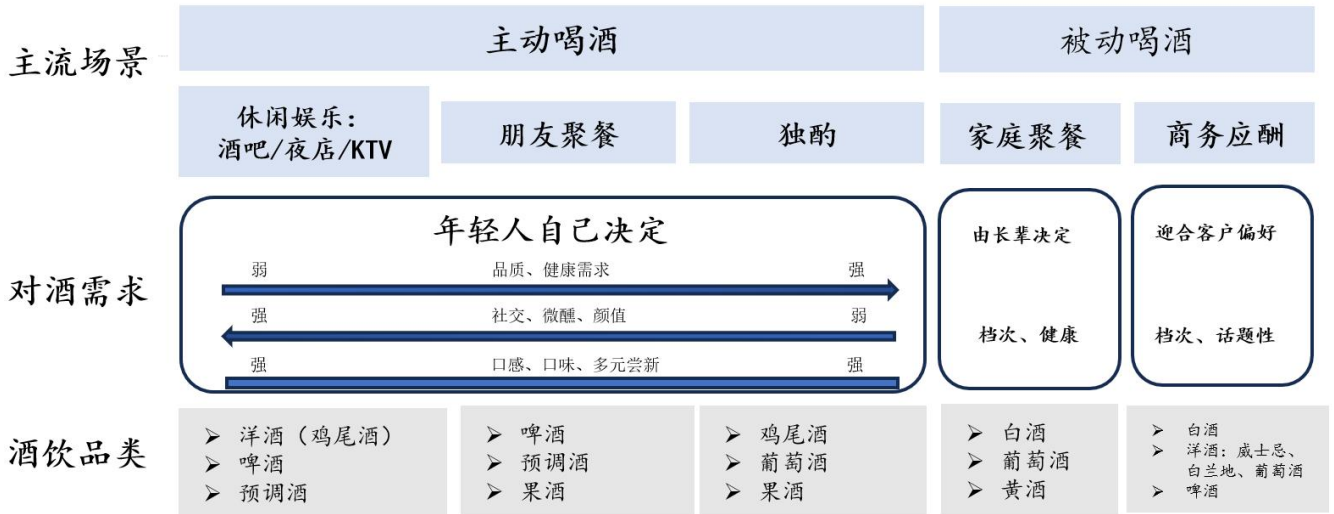 主流场景
主动喝酒
被动喝酒
休闲娱乐：
酒吧/夜店/KTV
朋友聚餐
独酌
家庭聚餐
商务应酬
对酒需求
年轻人自己决定
弱 品质、健康需求 强
强 社交、微醺、颜值 弱
强 口感、口味、多元尝新 强
由长辈决定
档次、健康
迎合客户偏好
档次、话题性
酒饮品类
➢ 洋酒（鸡尾酒）
➢ 啤酒
➢ 预调酒
➢ 啤酒
➢ 预调酒
➢ 果酒
➢ 鸡尾酒
➢ 葡萄酒
➢ 果酒
➢ 白酒
➢ 葡萄酒
➢ 黄酒
➢ 白酒
➢ 洋酒：威士忌、
白兰地、葡萄酒
➢ 啤酒